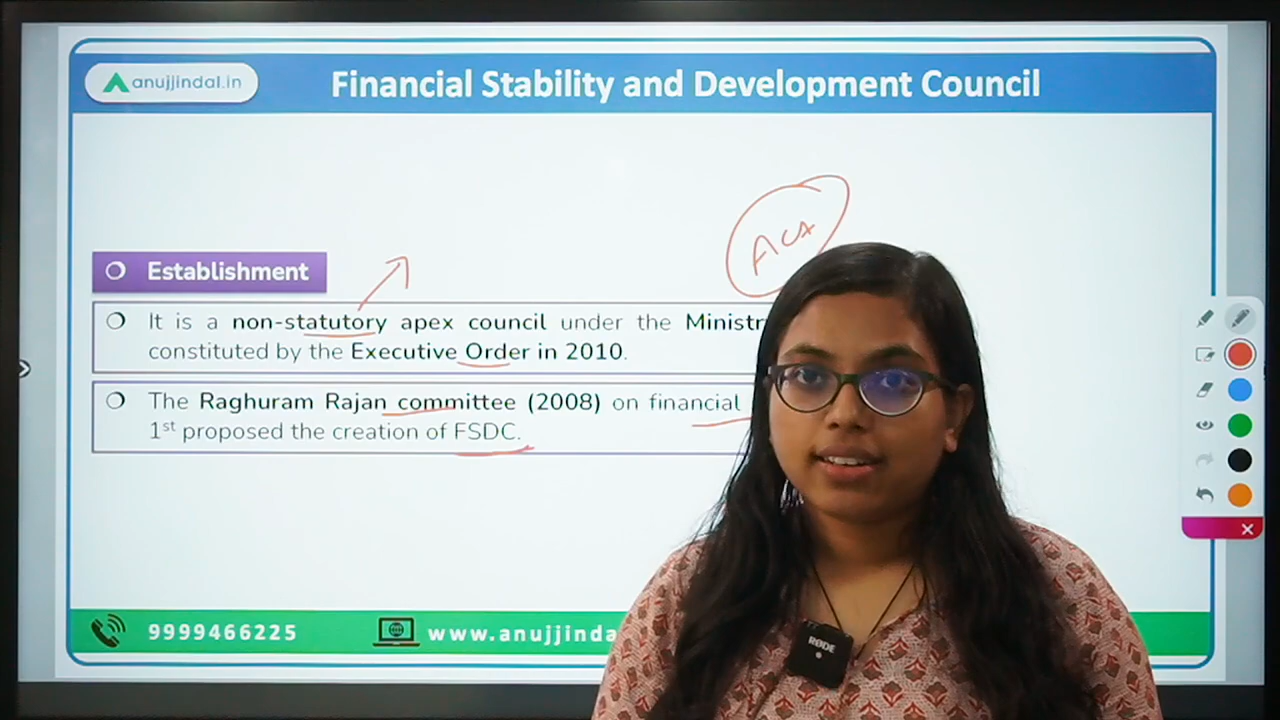 anujjindal.in
Financial Stability and Development Council
Establishment
It is a non-statutory apex council under the Ministr
constituted by the Executive Order in 2010.
The Raghuram Rajan committee (2008) on financial
1st proposed the creation of FSDC.
9999466225
www.anujjinda
RØDE